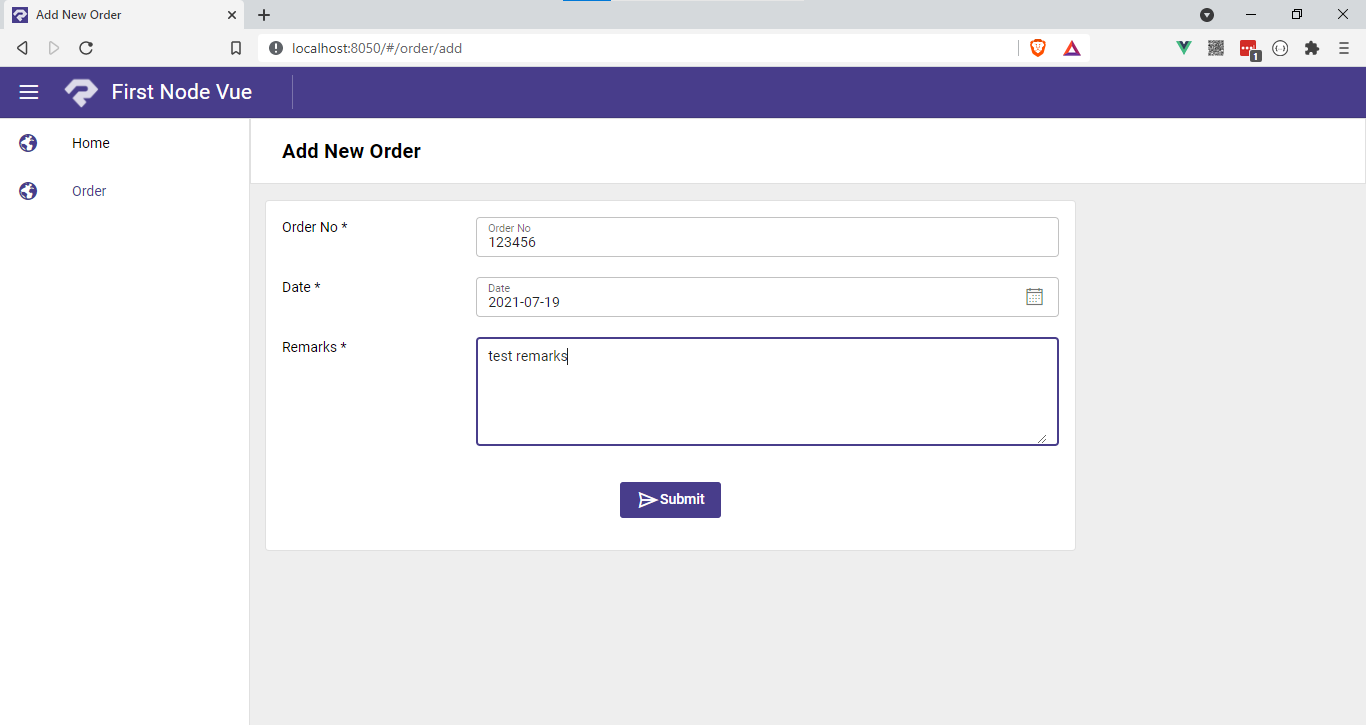 Add New Order
localhost:8050/#/order/add
1
First Node Vue
Home
Order
Add New Order
Order No *
Order No
123456
Date *
Date
2021-07-19
Remarks *
test remarks
Submit